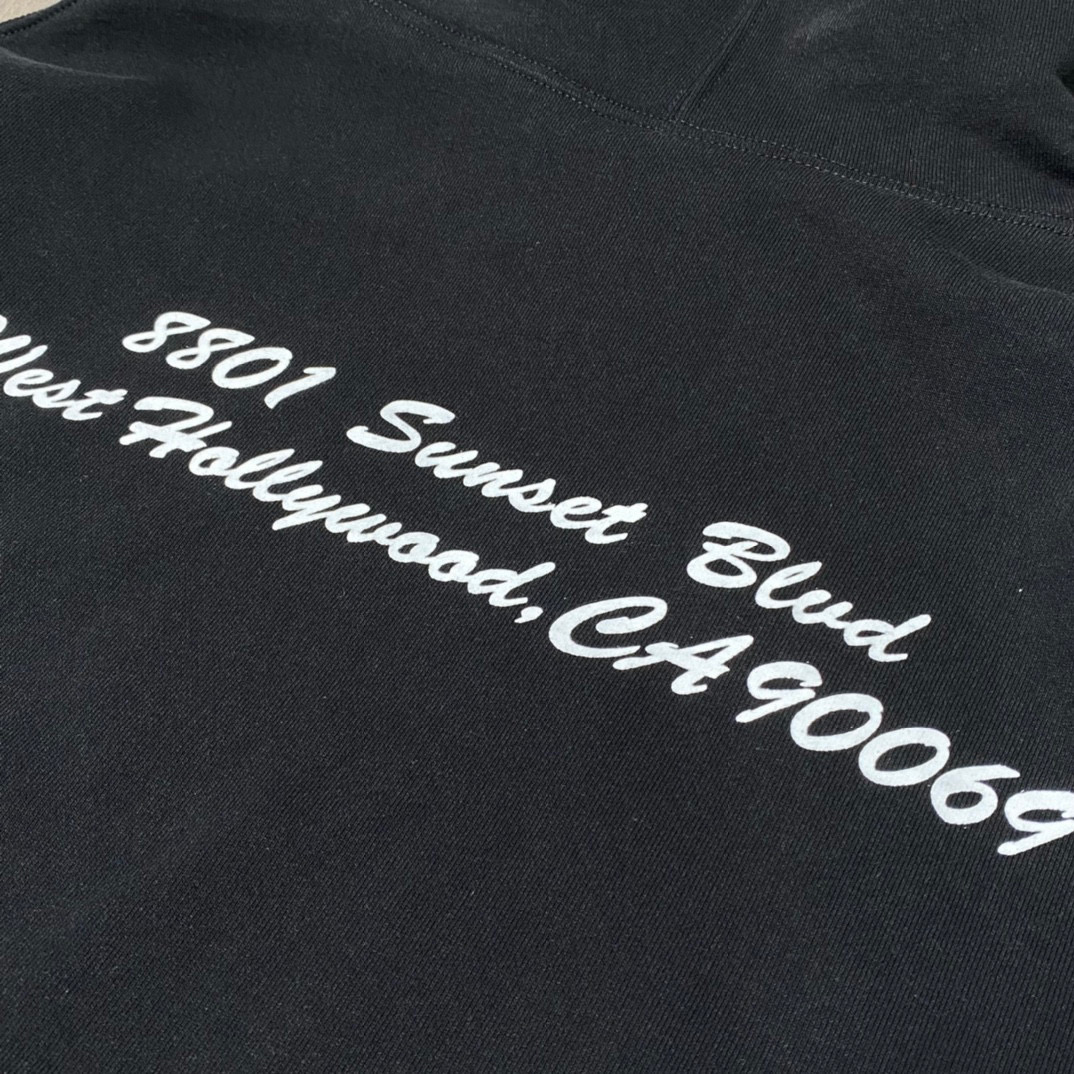 8801 Sunset Blvd
West Hollywood, CA 90069